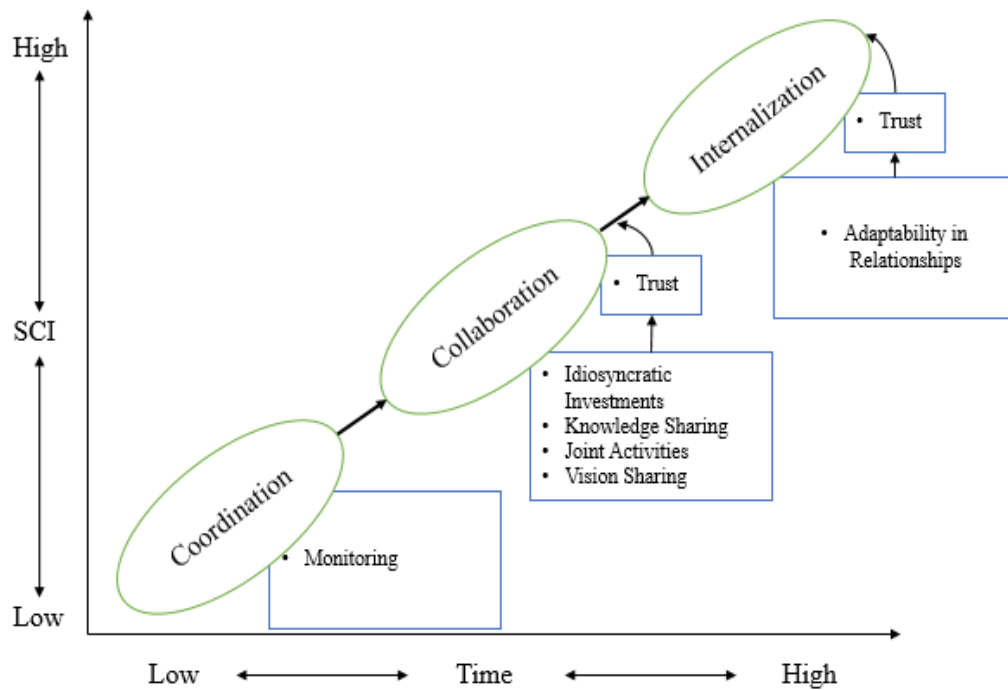 High
Internalization
• Trust
• Adaptability in
Relationships
Collaboration
• Trust
SCI
• Idiosyncratic
Investments
• Knowledge Sharing
• Joint Activities
• Vision Sharing
Coordination
• Monitoring
Low
Low
Time
High